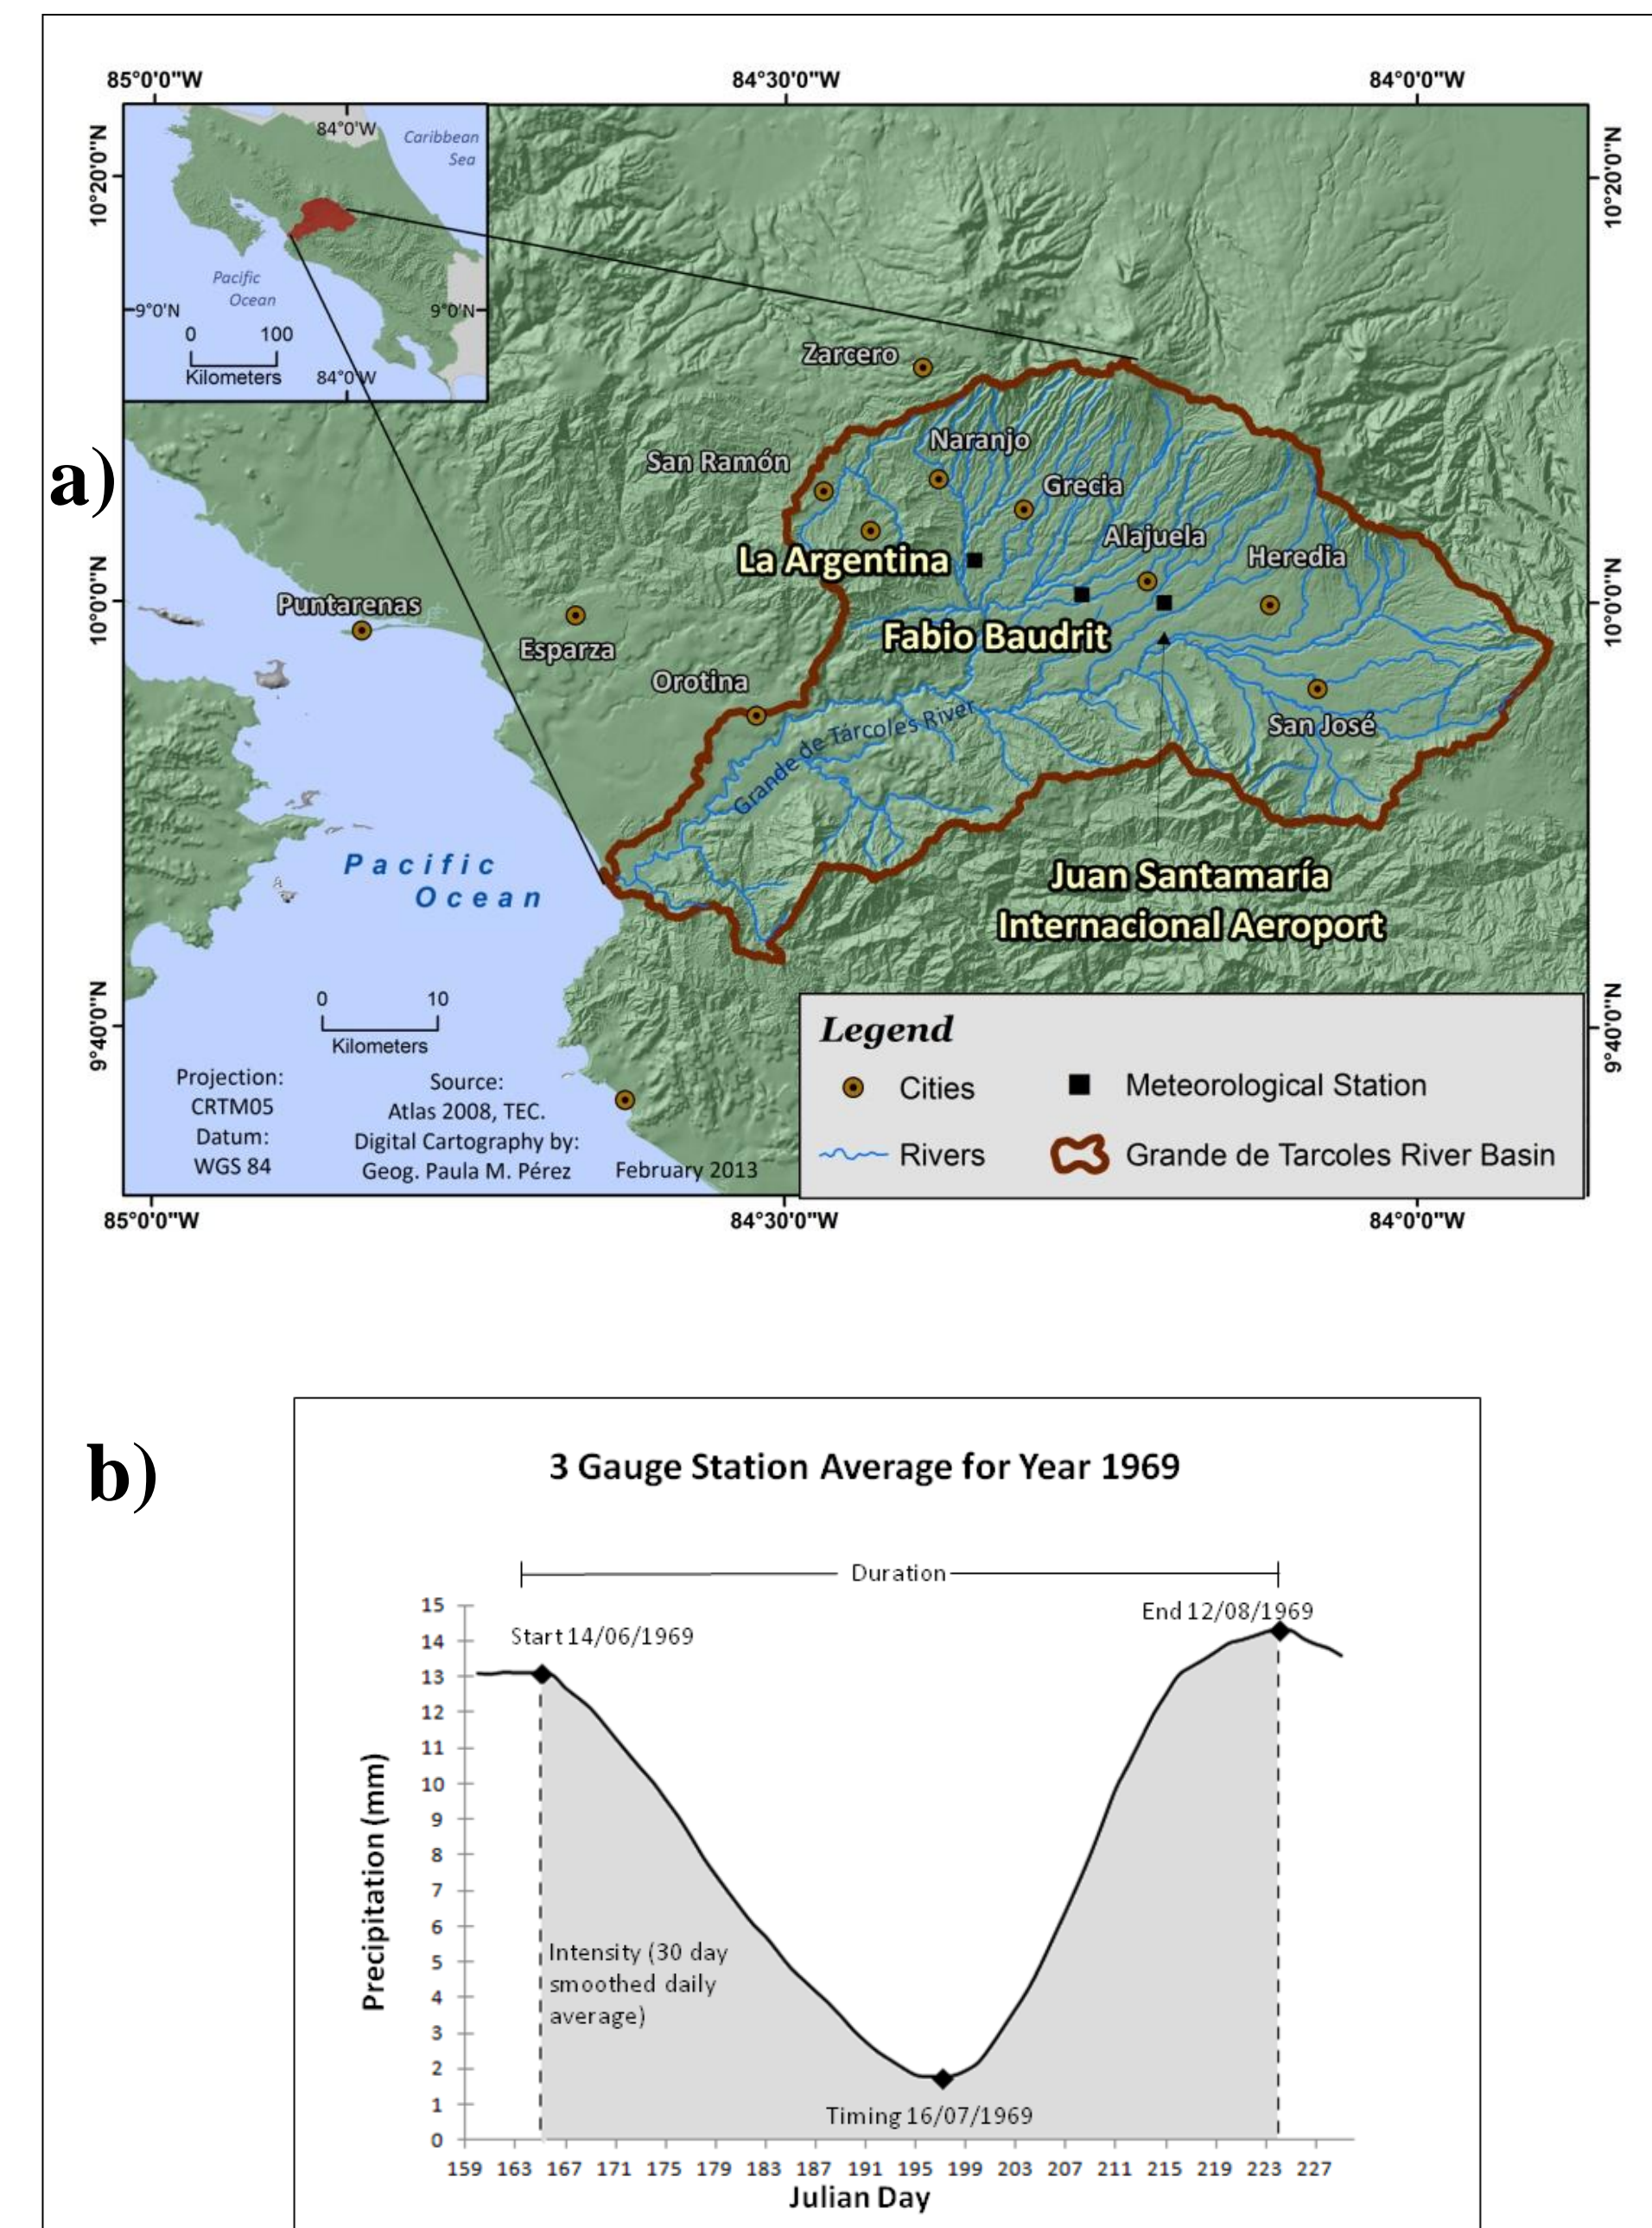 85°0'0"W 84°30'0"W 84°0'0"W
10°20'0"N
10°20'0"N
84°0'W
Caribbean
Sea
Pacific
Ocean
9°0'N
9°0'N
0 100
Kilometers
84°0'W
a)
Zarcero
Naranjo
San Ramón
Grecia
Alajuela
La Argentina
Heredia
10°0'0"N
10°0'0"N
Puntarenas
Fabio Baudrit
Esparza
Orotina
San José
Grande de Tárcoles River
Pacific
Ocean
Juan Santamaría
Internacional Aeroport
9°40'0"N
9°40'0"N
0 10
Kilometers
Projection:
CRTM05
Datum:
WGS 84
Source:
Atlas 2008, TEC.
Digital Cartography by:
Geog. Paula M. Pérez
February 2013
Legend
Cities
Meteorological Station
Rivers
Grande de Tarcoles River Basin
85°0'0"W 84°30'0"W 84°0'0"W
b)
3 Gauge Station Average for Year 1969
Duration
End 12/08/1969
Start 14/06/1969
15
14
13
12
11
10
9
8
7
6
5
4
3
2
1
0
Precipitation (mm)
Intensity (30 day
smoothed daily
average)
Timing 16/07/1969
159 163 167 171 175 179 183 187 191 195 199 203 207 211 215 219 223 227
Julian Day